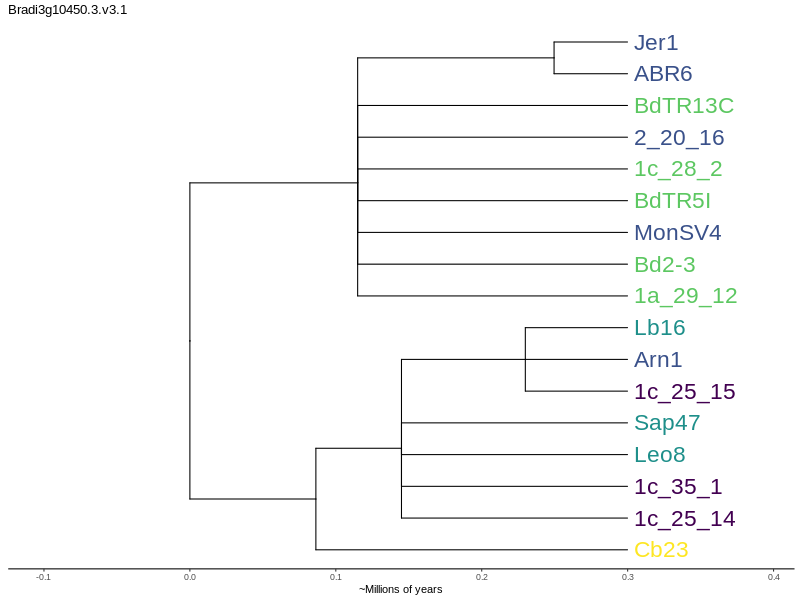 Bradi3g10450.3.v3.1
Jer1
ABR6
BdTR13C
2_20_16
1c_28_2
BdTR5I
MonSV4
Bd2-3
1a_29_12
Lb16
Arn1
1c_25_15
Sap47
Leo8
1c_35_1
1c_25_14
Cb23
-0.1 0.0 0.1 0.2 0.3 0.4
~Millions of years